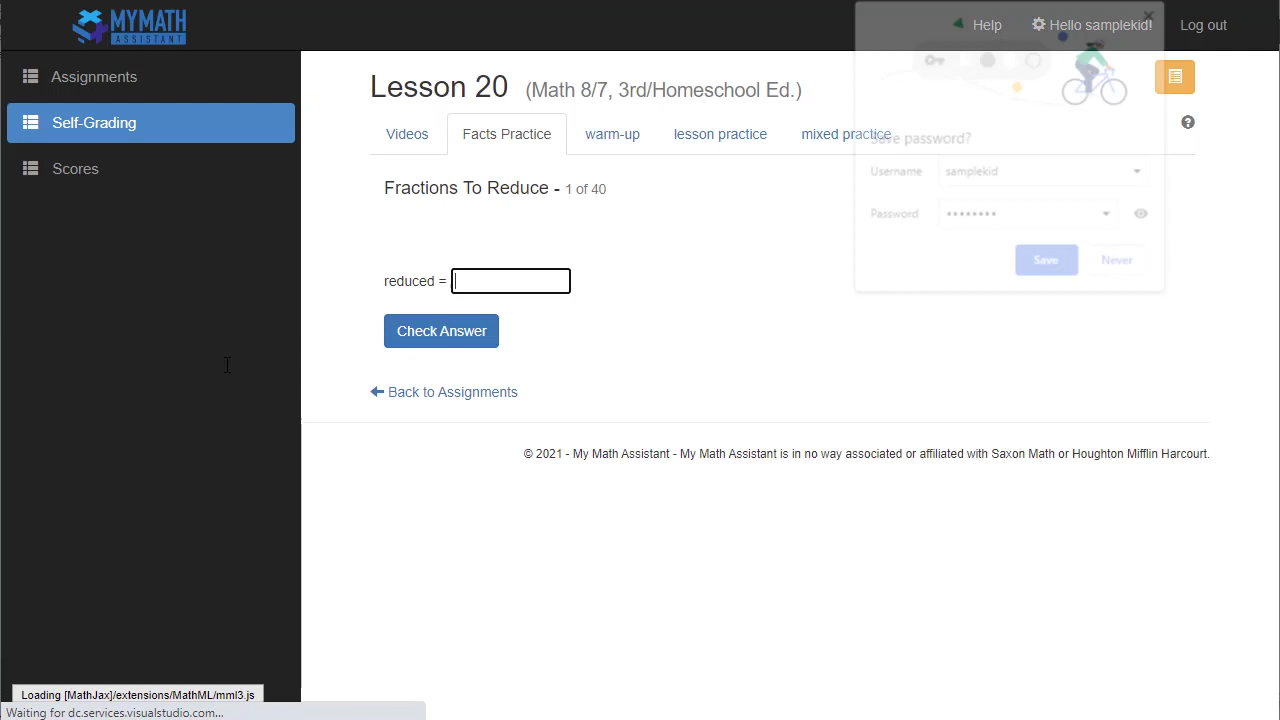 MYMATH
ASSISTANT
Help
Hello samplekid!
Log out
Assignments
Self-Grading
Scores
Lesson 20 (Math 8/7, 3rd/Homeschool Ed.)
Videos
Facts Practice
warm-up
lesson practice
mixed practice
Save password?
Username samplekid
Password ••••••••
Save
Never
Fractions To Reduce - 1 of 40
reduced =
Check Answer
Back to Assignments
© 2021 - My Math Assistant - My Math Assistant is in no way associated or affiliated with Saxon Math or Houghton Mifflin Harcourt.
Loading [MathJax]/extensions/MathML/mml3.js
Waiting for dc.services.visualstudio.com...